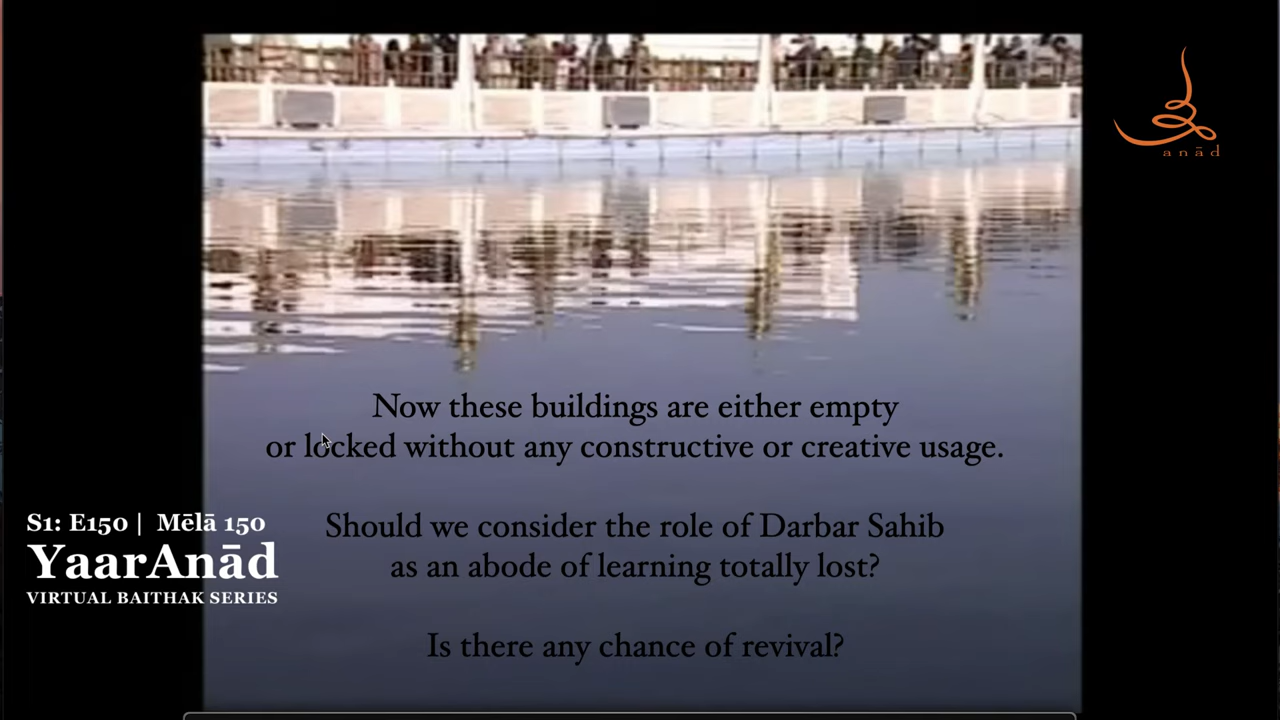 anād
Now these buildings are either empty
or locked without any constructive or creative usage.
Should we consider the role of Darbar Sahib
as an abode of learning totally lost?
Is there any chance of revival?
S1: E150 | Mēlā 150
YaarAnād
VIRTUAL BAITHAK SERIES